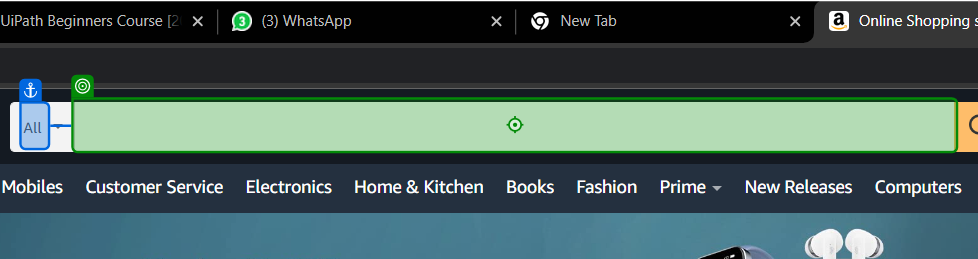 UiPath Beginners Course [2 (3) WhatsApp New Tab Online Shopping s
All
Mobiles Customer Service Electronics Home & Kitchen Books Fashion Prime New Releases Computers